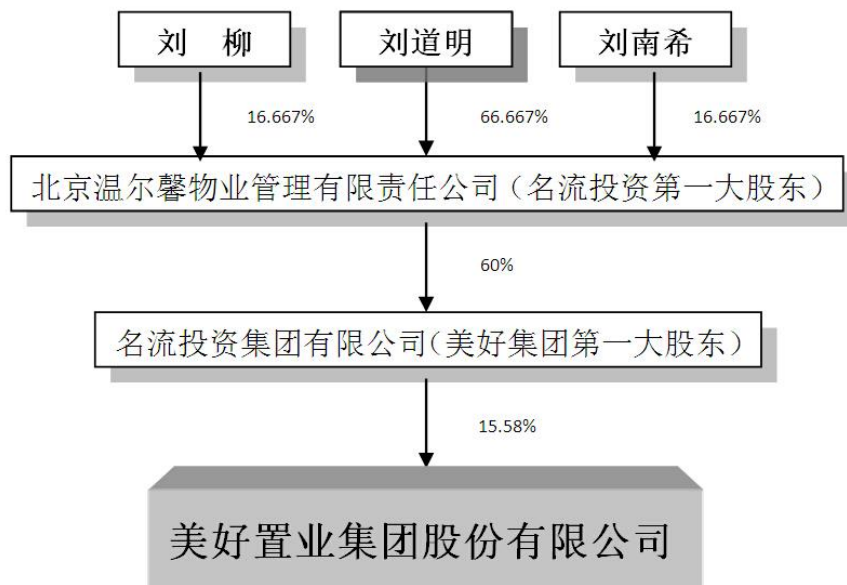 刘 柳
刘道明
刘南希
16.667%
66.667%
16.667%
北京温尔馨物业管理有限责任公司(名流投资第一大股东)
60%
名流投资集团有限公司(美好集团第一大股东)
15.58%
美好置业集团股份有限公司